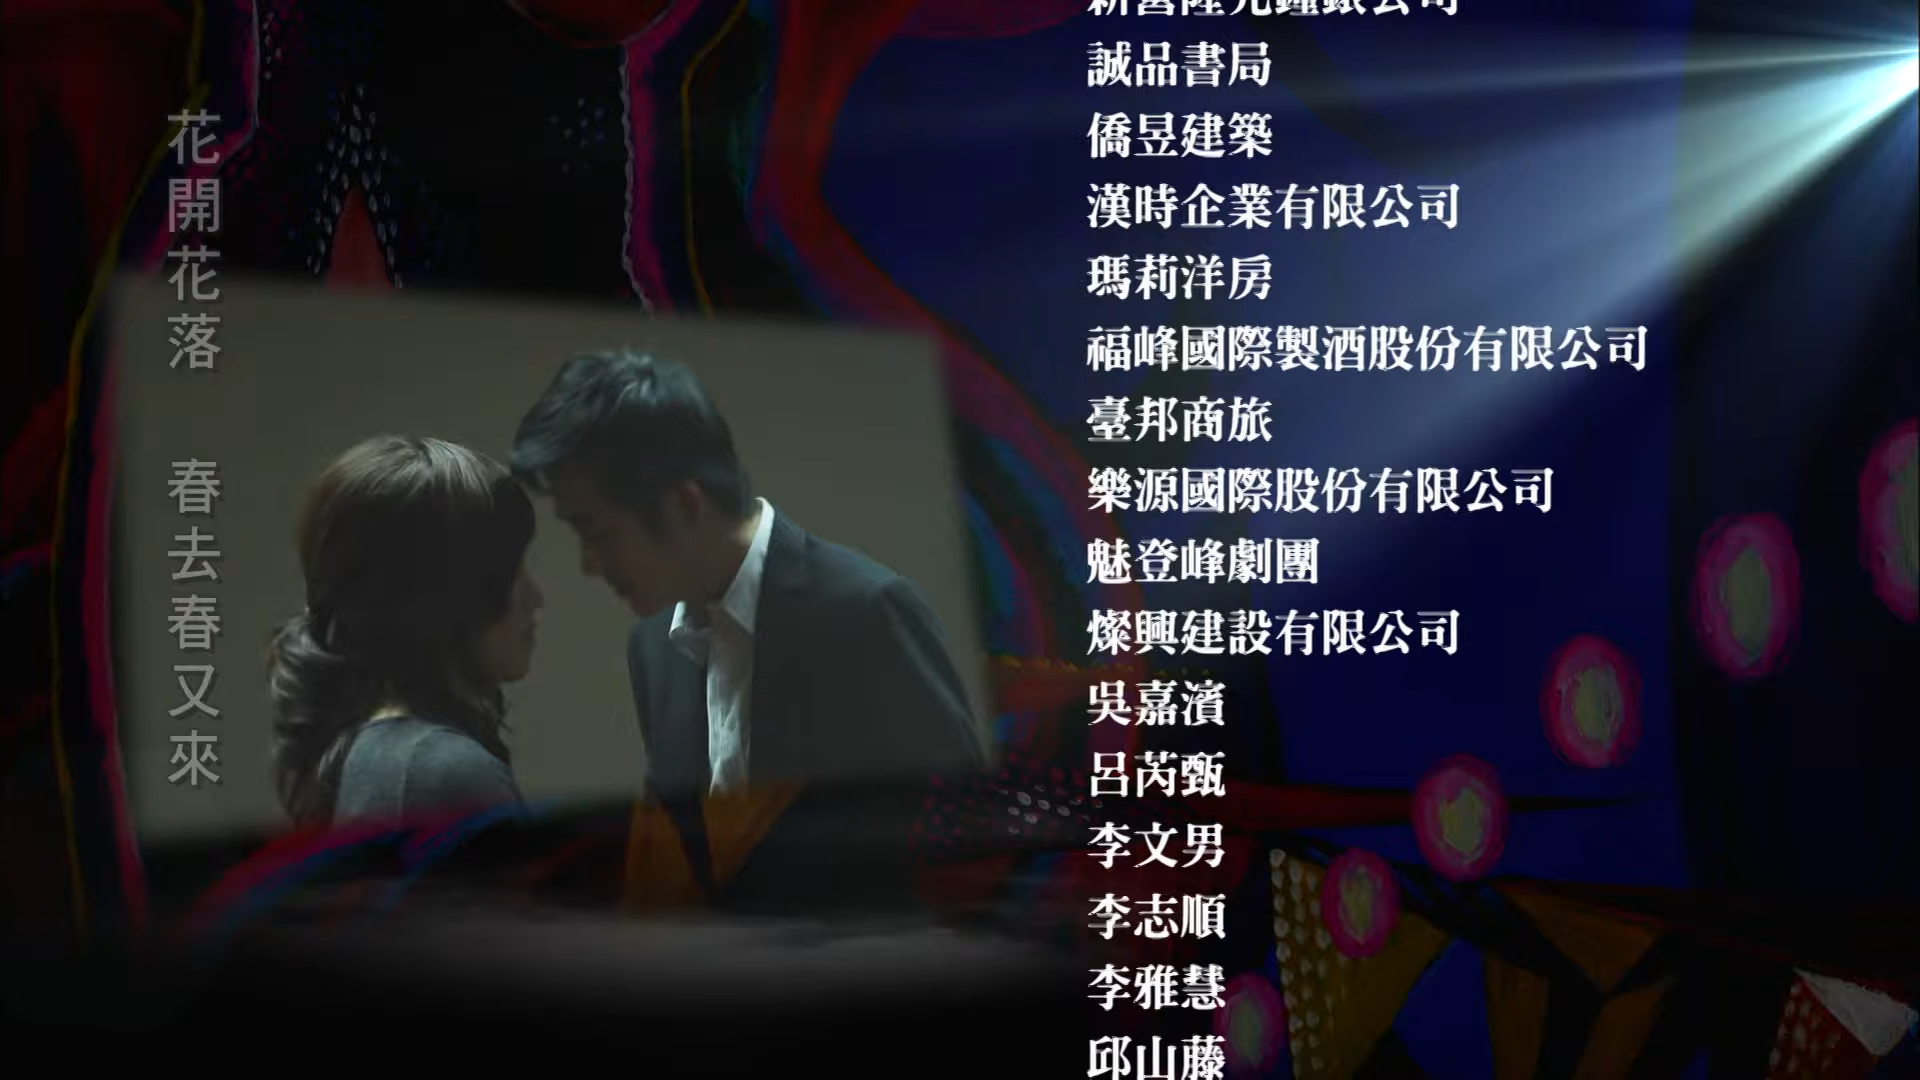 花開花落 春去春又來
誠品書局
僑昱建築
漢時企業有限公司
瑪莉洋房
福峰國際製酒股份有限公司
臺邦商旅
樂源國際股份有限公司
魅登峰劇團
燦興建設有限公司
吳嘉濱
呂芮甄
李文男
李志順
李雅慧
邱山藤